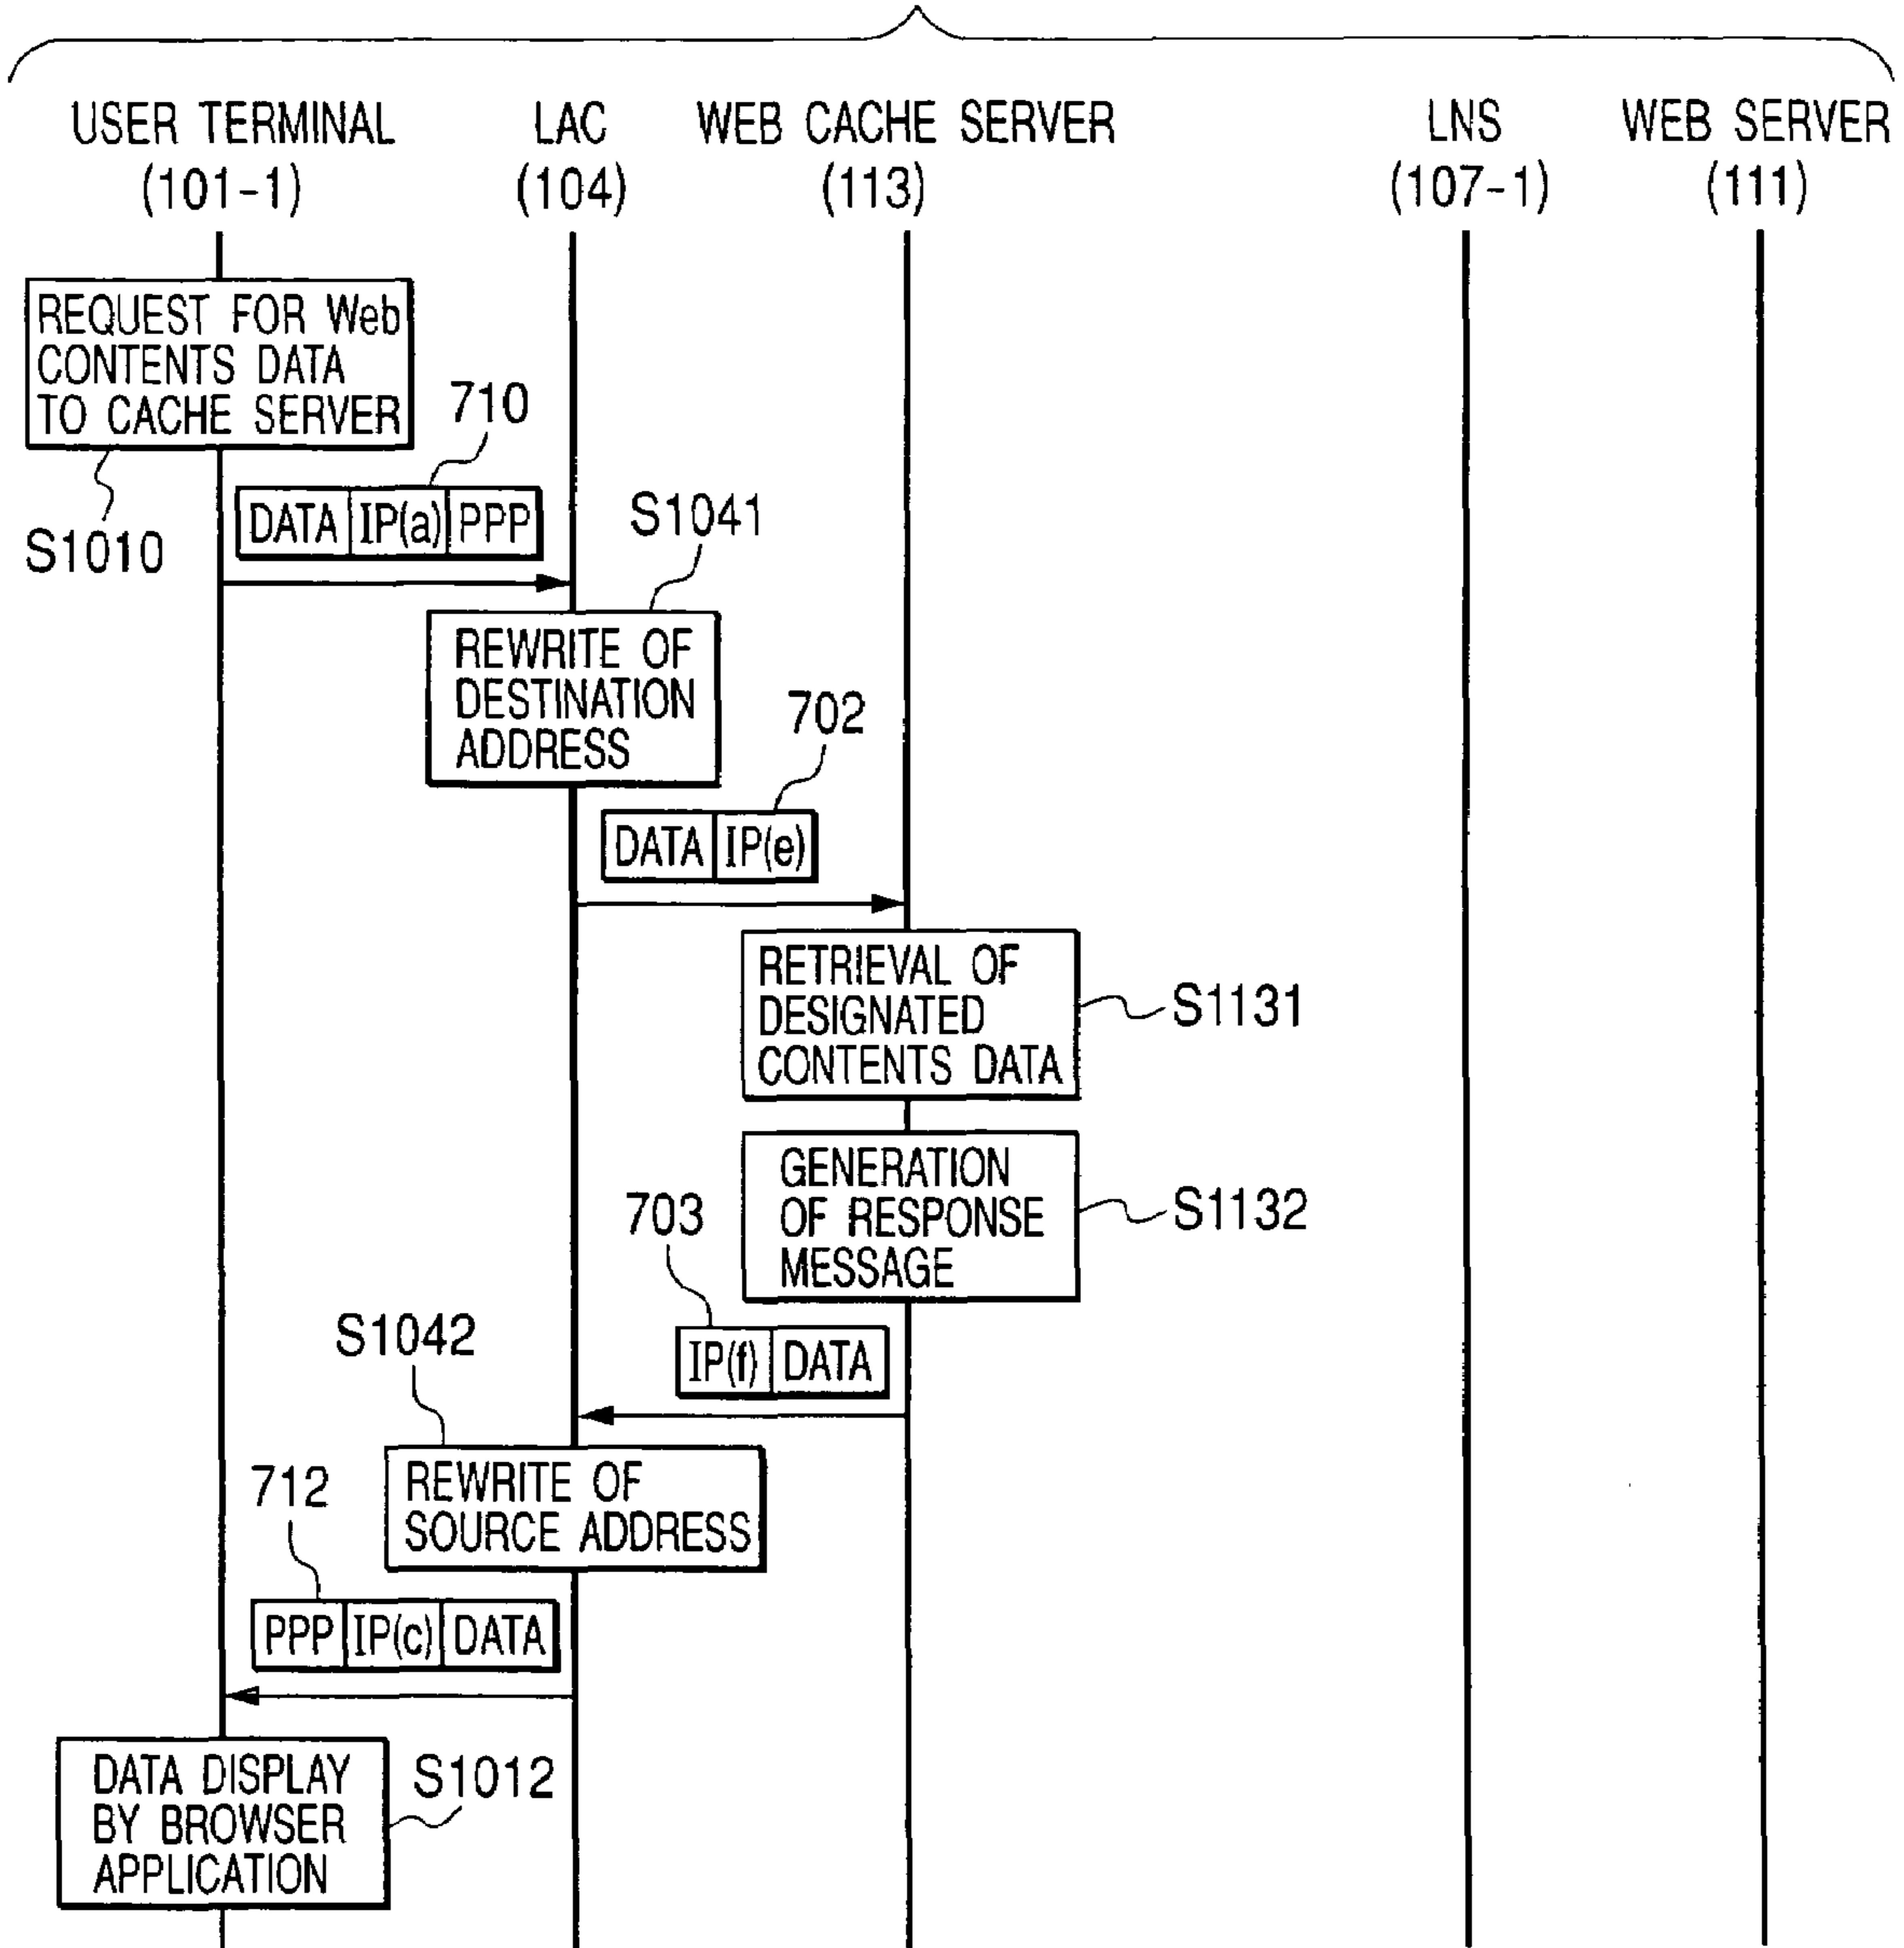 USER TERMINAL LAC WEB CACHE SERVER LNS WEB SERVER
(101-1) (104) (113) (107-1) (111)
REQUEST FOR Web
CONTENTS DATA
TO CACHE SERVER
710
S1010
DATA IP(a) PPP
S1041
REWRITE OF
DESTINATION
ADDRESS
702
DATA IP(e)
RETRIEVAL OF
DESIGNATED
CONTENTS DATA
S1131
GENERATION
OF RESPONSE
MESSAGE
S1132
703
IP(f) DATA
S1042
REWRITE OF
SOURCE ADDRESS
712
PPP IP(c) DATA
DATA DISPLAY
BY BROWSER
APPLICATION
S1012